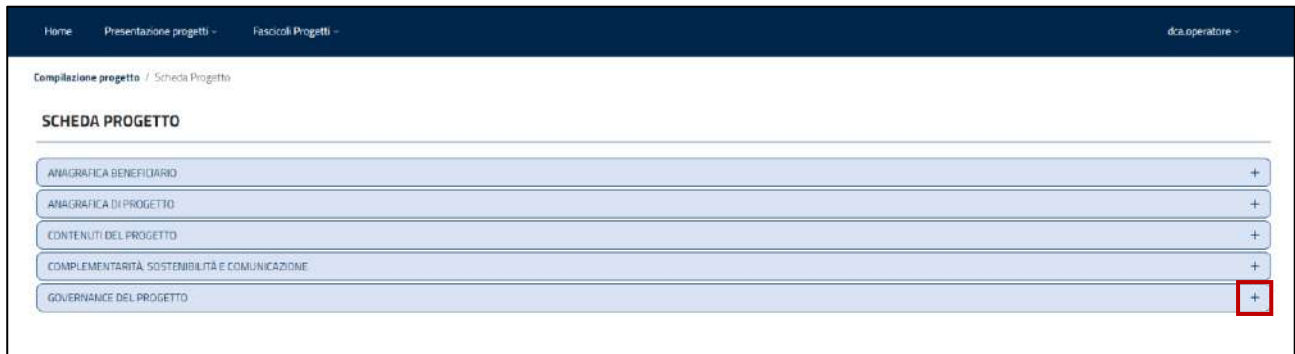 Home Presentazione progetti Fascicoli Progetti dca.operatore
Compilazione progetto / Scheda Progetto
SCHEDA PROGETTO
ANAGRAFICA BENEFICIARIO +
ANAGRAFICA DI PROGETTO +
CONTENUTI DEL PROGETTO +
COMPLEMENTARITÀ, SOSTENIBILITÀ E COMUNICAZIONE +
GOVERNANCE DEL PROGETTO +